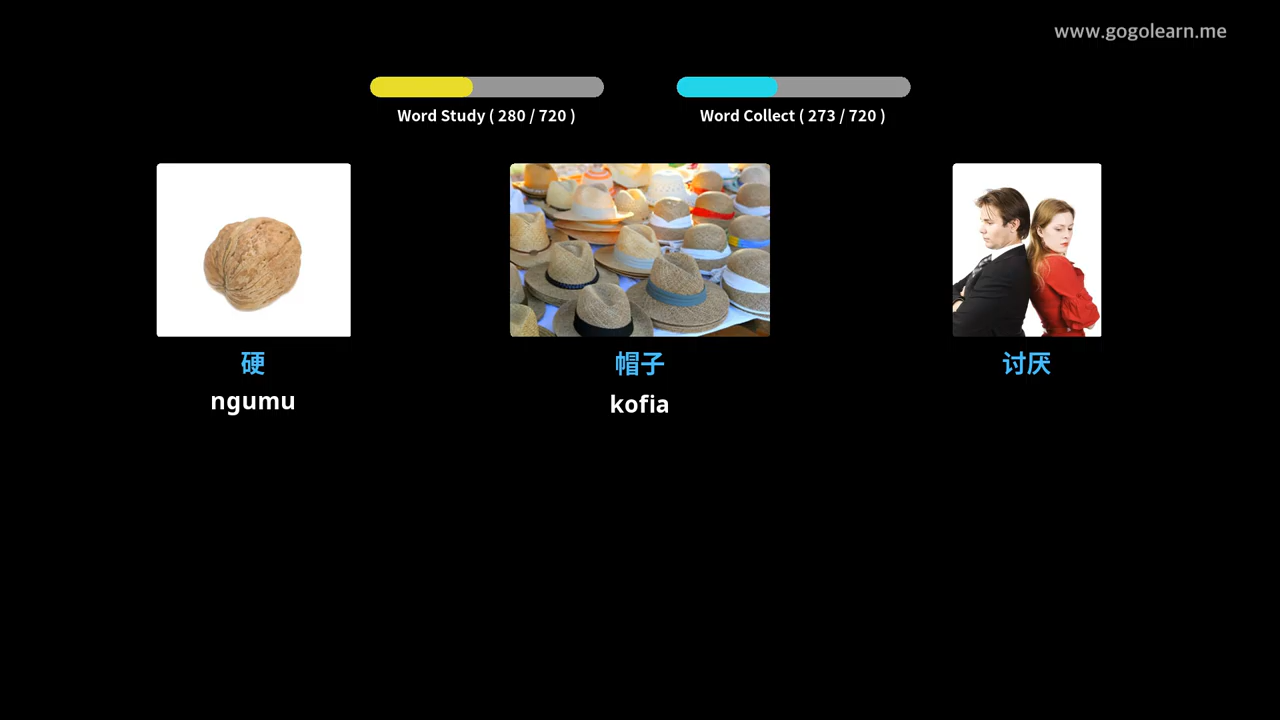 www.gogolearn.me
Word Study ( 280 / 720 )
Word Collect ( 273 / 720 )
硬
帽子
讨厌
ngumu
kofia